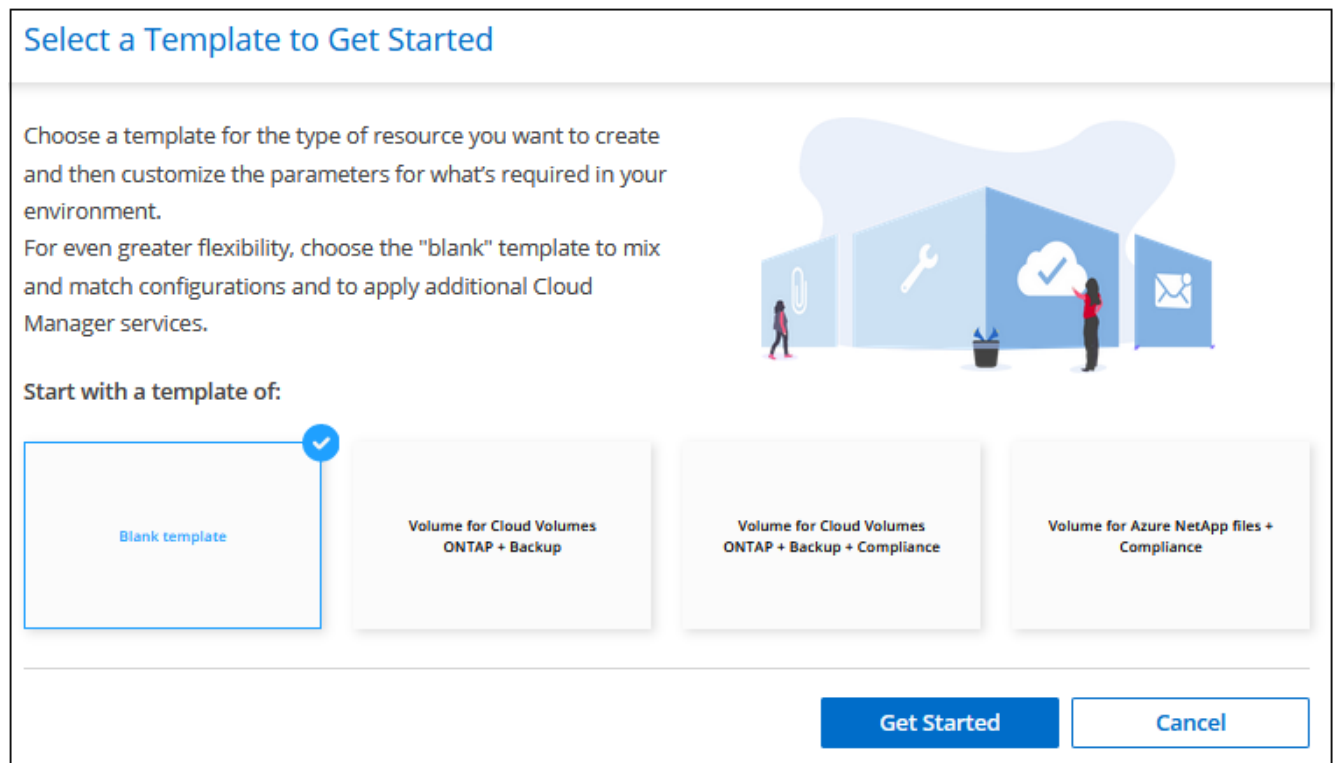 Select a Template to Get Started
Choose a template for the type of resource you want to create
and then customize the parameters for what's required in your
environment.
For even greater flexibility, choose the "blank" template to mix
and match configurations and to apply additional Cloud
Manager services.
Start with a template of:
Blank template
Volume for Cloud Volumes
ONTAP + Backup
Volume for Cloud Volumes
ONTAP + Backup + Compliance
Volume for Azure NetApp files +
Compliance
Get Started
Cancel